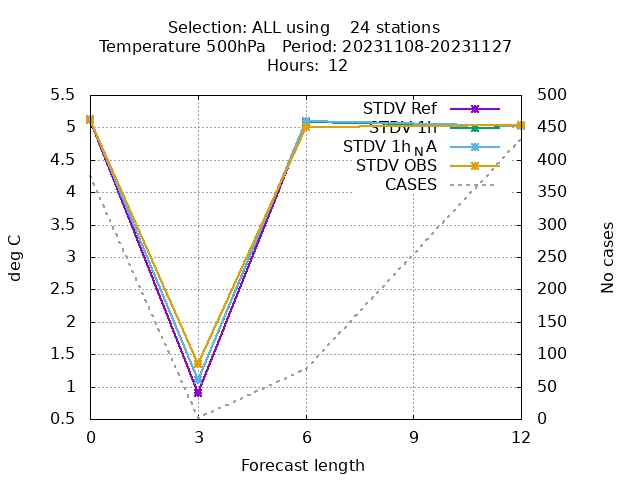 Selection: ALL using    24 stations
Temperature 500hPa   Period: 20231108-20231127
Hours:  12
5.5
5
4.5
4
3.5
3
2.5
2
1.5
1
0.5
deg C
STDV Ref
STDV 1h
STDV 1h_N A
STDV OBS
CASES
500
450
400
350
300
250
200
150
100
50
0
No cases
0 3 6 9 12
Forecast length